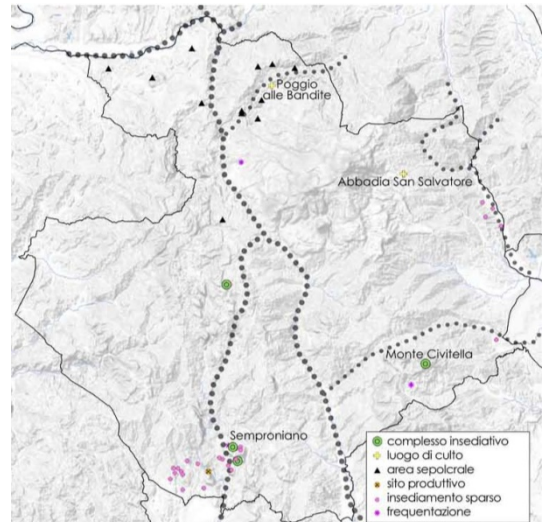 Poggio
alle Bandite
Abbadia San Salvatore
Monte Civitella
Semproniano
complesso insediativo
luogo di culto
area sepolcrale
sito produttivo
insediamento sparso
frequentazione